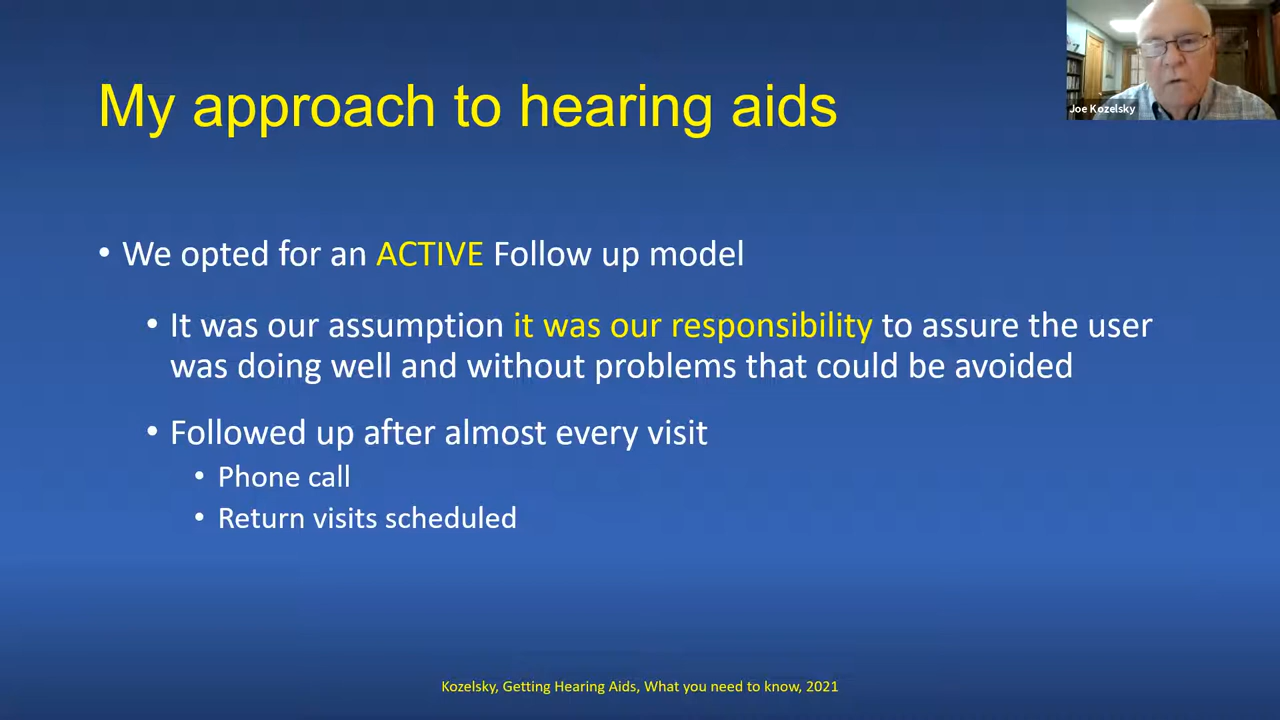 Joe Kozelsky
My approach to hearing aids
• We opted for an ACTIVE Follow up model
• It was our assumption it was our responsibility to assure the user
was doing well and without problems that could be avoided
• Followed up after almost every visit
• Phone call
• Return visits scheduled
Kozelsky, Getting Hearing Aids, What you need to know, 2021